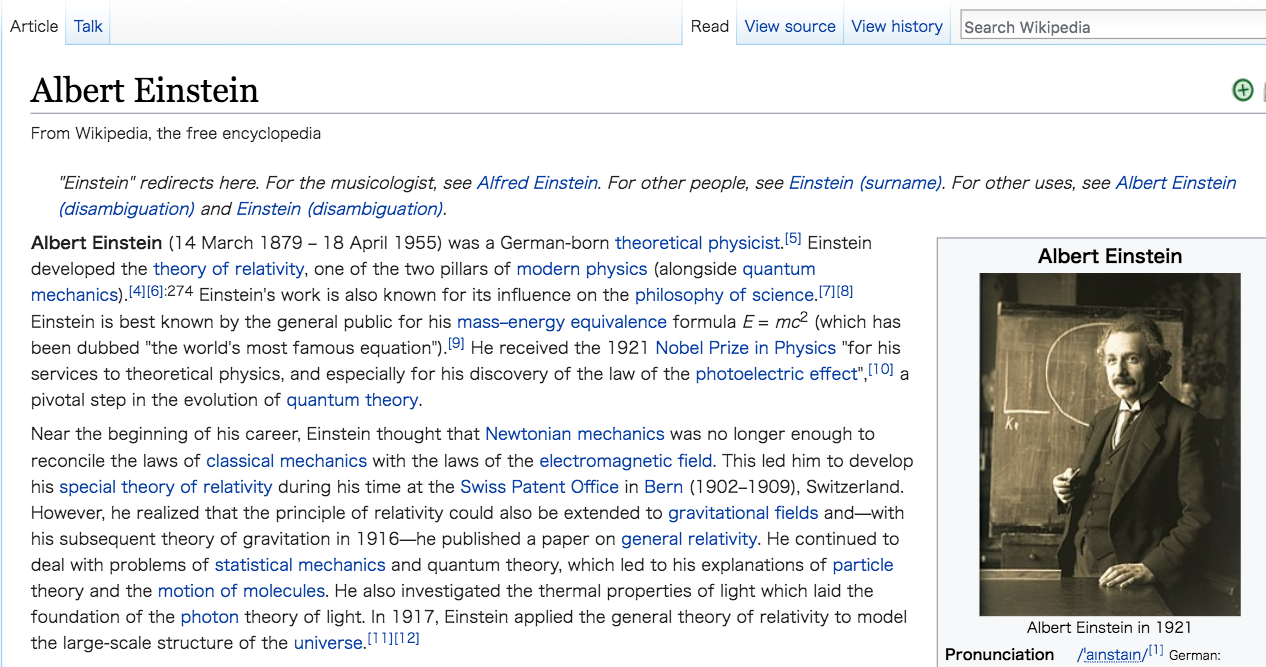 Article Talk Read View source View history Search Wikipedia
Albert Einstein
From Wikipedia, the free encyclopedia
"Einstein" redirects here. For the musicologist, see Alfred Einstein. For other people, see Einstein (surname). For other uses, see Albert Einstein
(disambiguation) and Einstein (disambiguation).
Albert Einstein (14 March 1879 – 18 April 1955) was a German-born theoretical physicist.[5] Einstein
developed the theory of relativity, one of the two pillars of modern physics (alongside quantum
mechanics).[4][6]:274 Einstein's work is also known for its influence on the philosophy of science.[7][8]
Einstein is best known by the general public for his mass–energy equivalence formula E = mc2 (which has
been dubbed "the world's most famous equation").[9] He received the 1921 Nobel Prize in Physics "for his
services to theoretical physics, and especially for his discovery of the law of the photoelectric effect",[10] a
pivotal step in the evolution of quantum theory.
Near the beginning of his career, Einstein thought that Newtonian mechanics was no longer enough to
reconcile the laws of classical mechanics with the laws of the electromagnetic field. This led him to develop
his special theory of relativity during his time at the Swiss Patent Office in Bern (1902–1909), Switzerland.
However, he realized that the principle of relativity could also be extended to gravitational fields and—with
his subsequent theory of gravitation in 1916—he published a paper on general relativity. He continued to
deal with problems of statistical mechanics and quantum theory, which led to his explanations of particle
theory and the motion of molecules. He also investigated the thermal properties of light which laid the
foundation of the photon theory of light. In 1917, Einstein applied the general theory of relativity to model
the large-scale structure of the universe.[11][12]
Albert Einstein
Albert Einstein in 1921
Pronunciation /ˈaɪnstaɪn/[1] German: